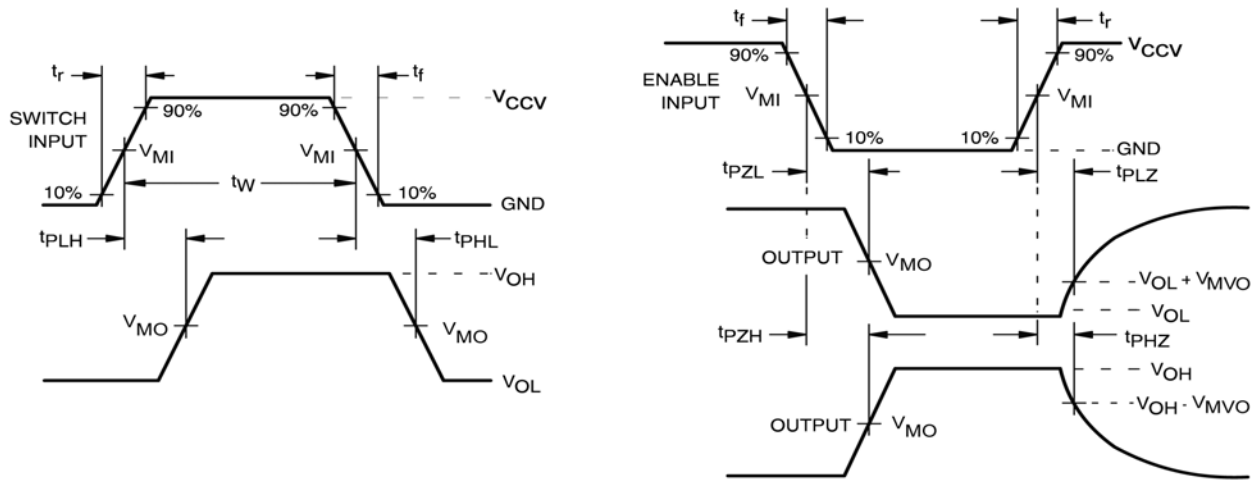 tr
tf
VCCV
90%
90%
SWITCH
INPUT
VMI
VMI
tW
10%
10%
GND
tPLH
tPHL
VOH
VMO
VMO
VOL
tf
tr
VCCV
90%
90%
ENABLE
INPUT
VMI
VMI
10%
10%
GND
tPZL
tPLZ
OUTPUT
VMO
VOL + VMVO
VOL
tPZH
tPHZ
VOH
VOH - VMVO
OUTPUT
VMO